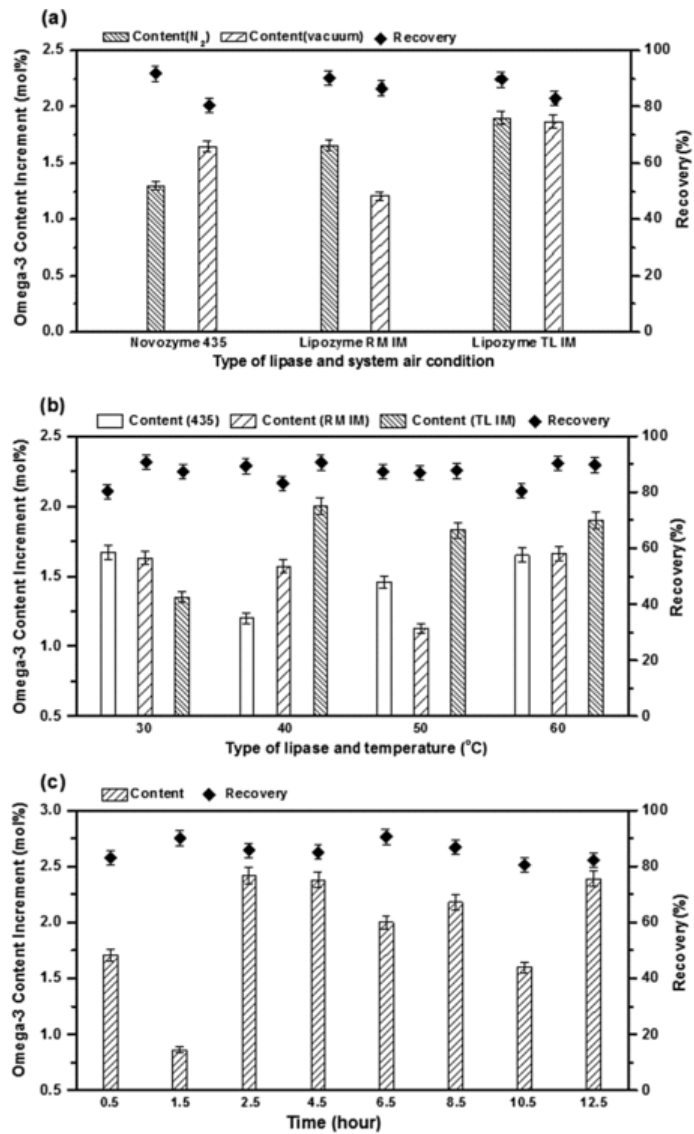 (a)
Content(N2) Content(vacuum) Recovery
2.5 100
2.0 80
1.5 60
1.0 40
0.5 20
0.0 0
Omega-3 Content Increment (mol%)
Recovery(%)
Novozyme 435 Lipozyme RM IM Lipozyme TL IM
Type of lipase and system air condition
(b)
Content (435) Content (RM IM) Content (TL IM) Recovery
2.5 100
2.0 80
60
1.5
40
1.0
20
0.5 0
Omega-3 Content Increment (mol%)
Recovery(%)
30 40 50 60
Type of lipase and temperature (°C)
(c)
Content Recovery
3.0 100
2.5 80
2.0 60
1.5 40
1.0 20
0.5 0
Omega-3 Content Increment (mol%)
Recovery(%)
0.5 1.5 2.5 4.5 6.5 8.5 10.5 12.5
Time (hour)